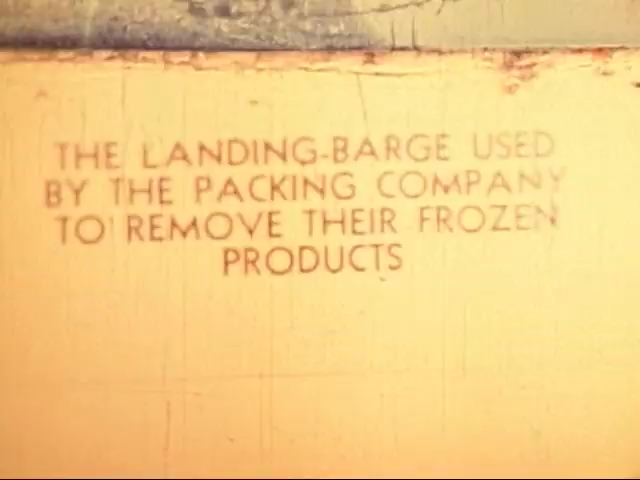 THE LANDING-BARGE USED
BY THE PACKING COMPANY
TO REMOVE THEIR FROZEN
PRODUCTS